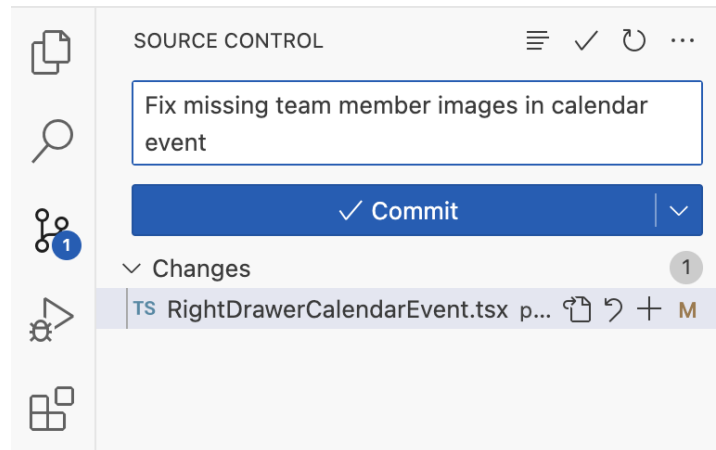 SOURCE CONTROL
Fix missing team member images in calendar
event
Commit
1
Changes
1
TS RightDrawerCalendarEvent.tsx p... M